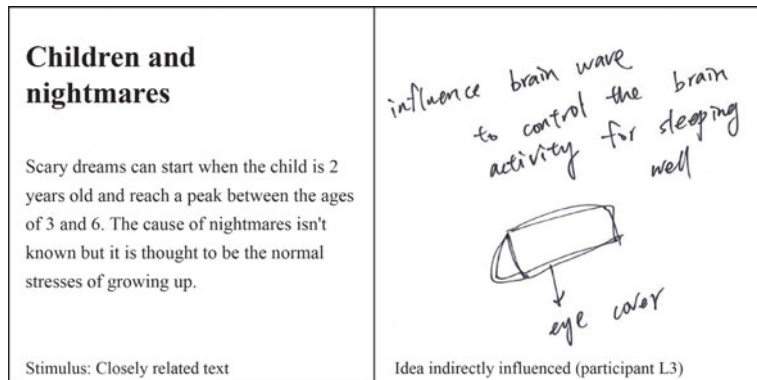 Children and
nightmares
Scary dreams can start when the child is 2
years old and reach a peak between the ages
of 3 and 6. The cause of nightmares isn't
known but it is thought to be the normal
stresses of growing up.
Stimulus: Closely related text
influence brain wave
to control the brain
activity for sleeping
well
eye cover
Idea indirectly influenced (participant L3)